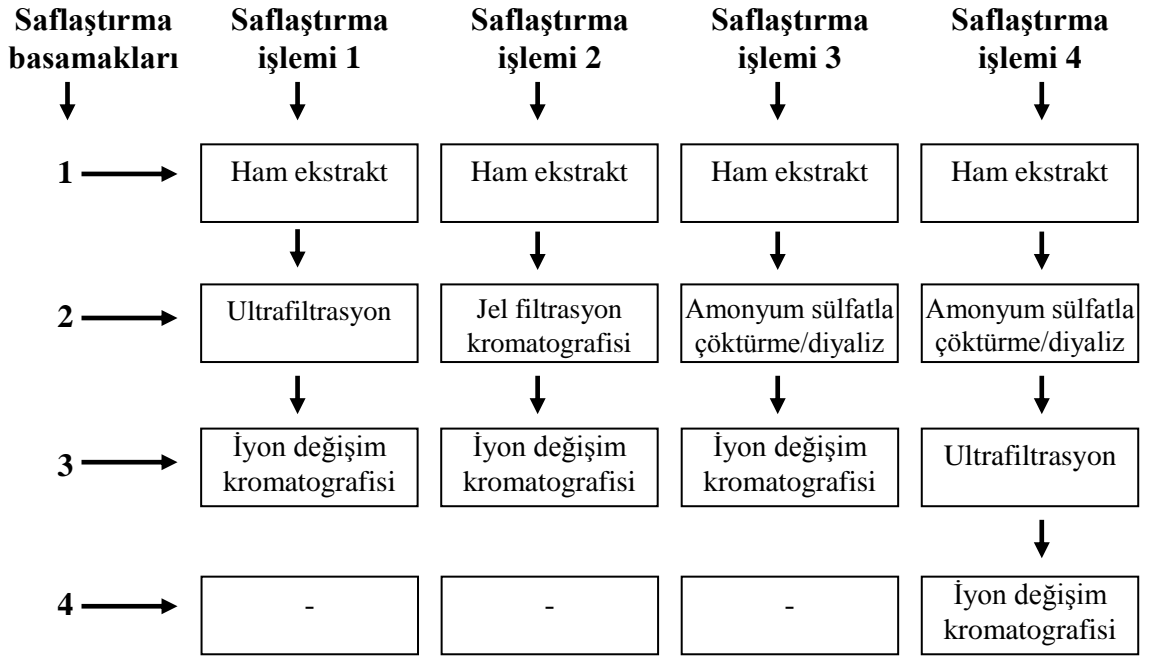 Saflaştırma basamakları
Saflaştırma işlemi 1
Saflaştırma işlemi 2
Saflaştırma işlemi 3
Saflaştırma işlemi 4
1
Ham ekstrakt
Ham ekstrakt
Ham ekstrakt
Ham ekstrakt
2
Ultrafiltrasyon
Jel filtrasyon
kromatografisi
Amonyum sülfatla
çöktürme/diyaliz
Amonyum sülfatla
çöktürme/diyaliz
3
İyon değişim
kromatografisi
İyon değişim
kromatografisi
İyon değişim
kromatografisi
Ultrafiltrasyon
4
-
-
-
İyon değişim
kromatografisi